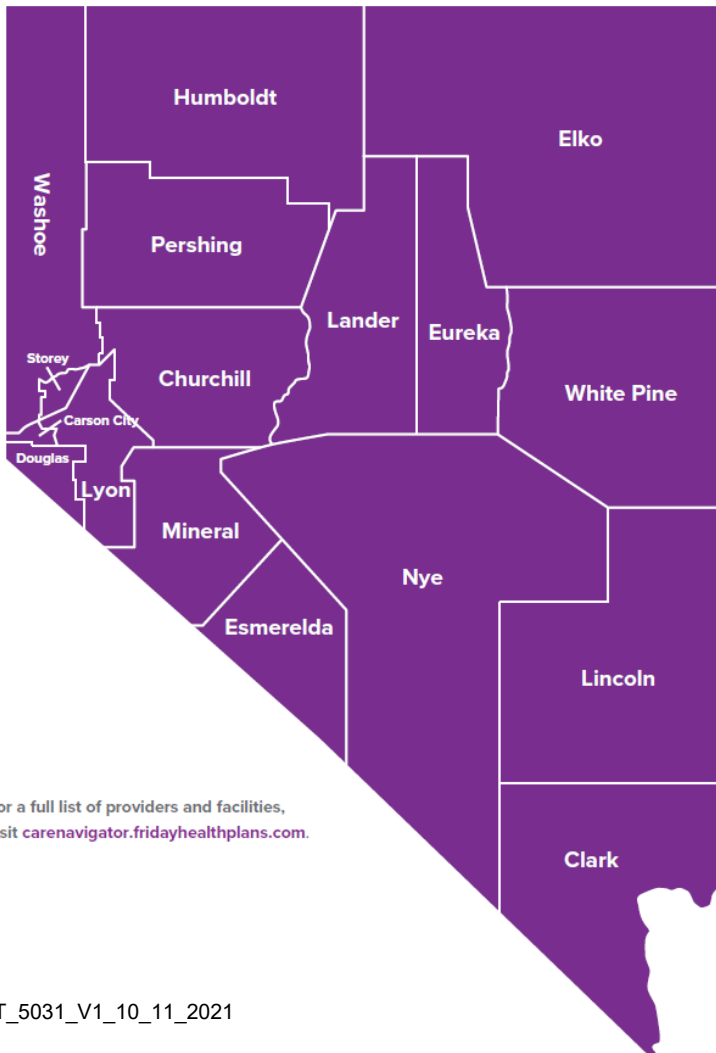 Humboldt
Elko
Washoe
Pershing
Lander
Eureka
Storey
Churchill
White Pine
Carson City
Douglas
Lyon
Mineral
Nye
Esmerelda
Lincoln
or a full list of providers and facilities,
sit carenavigator.fridayhealthplans.com.
Clark
T_5031_V1_10_11_2021